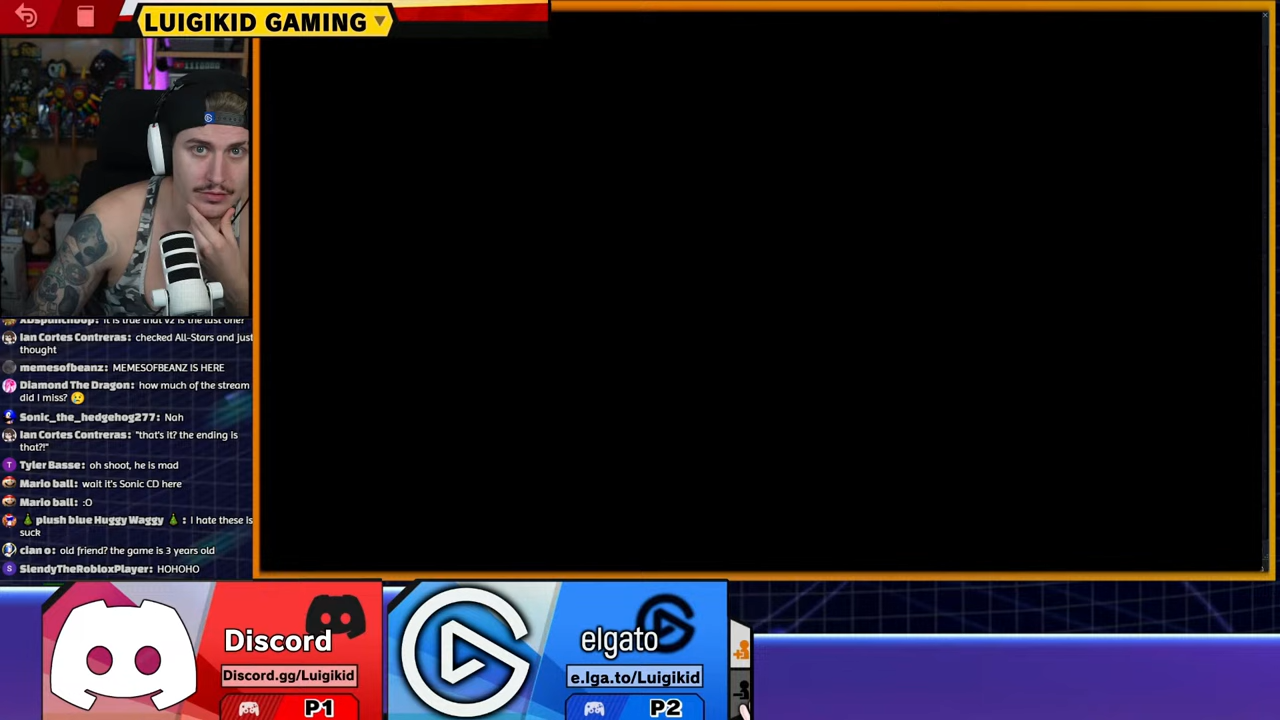 LUIGIKID GAMING
XDspunchbop: it is true that v2 is the last one?
Ian Cortes Contreras: checked All-Stars and just
thought
memesofbeanz: MEMESOFBEANZ IS HERE
Diamond The Dragon: how much of the stream
did I miss? 😢
Sonic_the_hedgehog277: Nah
Ian Cortes Contreras: "that's it? the ending is
that?!"
Tyler Basse: oh shoot, he is mad
Mario ball: wait it's Sonic CD here
Mario ball: :O
🎄plush blue Huggy Waggy 🎄: I hate these is
suck
cian o: old friend? the game is 3 years old
SlendyTheRobloxPlayer: HOHOHO
Discord
Discord.gg/Luigikid
P1
elgato
e.lga.to/Luigikid
P2